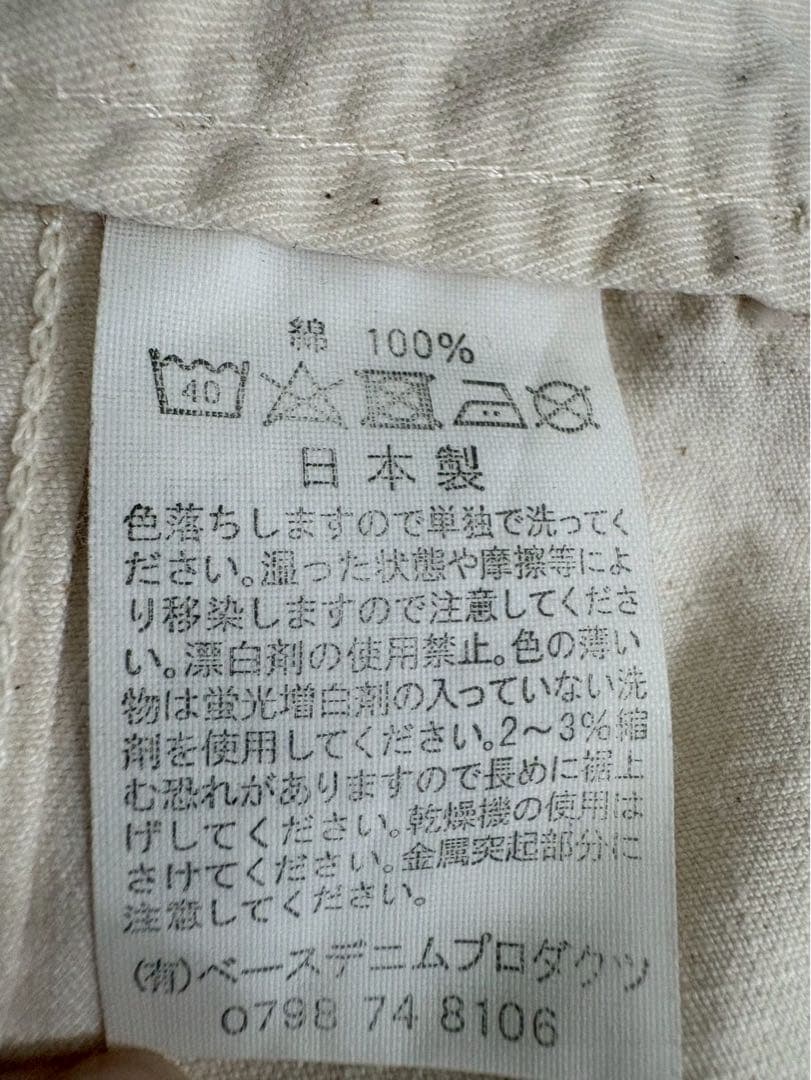 綿 100%
40
日本製
色落ちしますので単独で洗ってく
ださい。湿った状態や摩擦等によ
り移染しますので注意してくださ
い。漂白剤の使用禁止。色の薄い
物は蛍光増白剤の入っていない洗
剤を使用してください。2～3%縮
む恐れがありますので長めに裾上
げしてください。乾燥機の使用は
さけてください。金属突起部分に
注意してください。
(有)ベースデニムプロダクツ
0798 74 8106